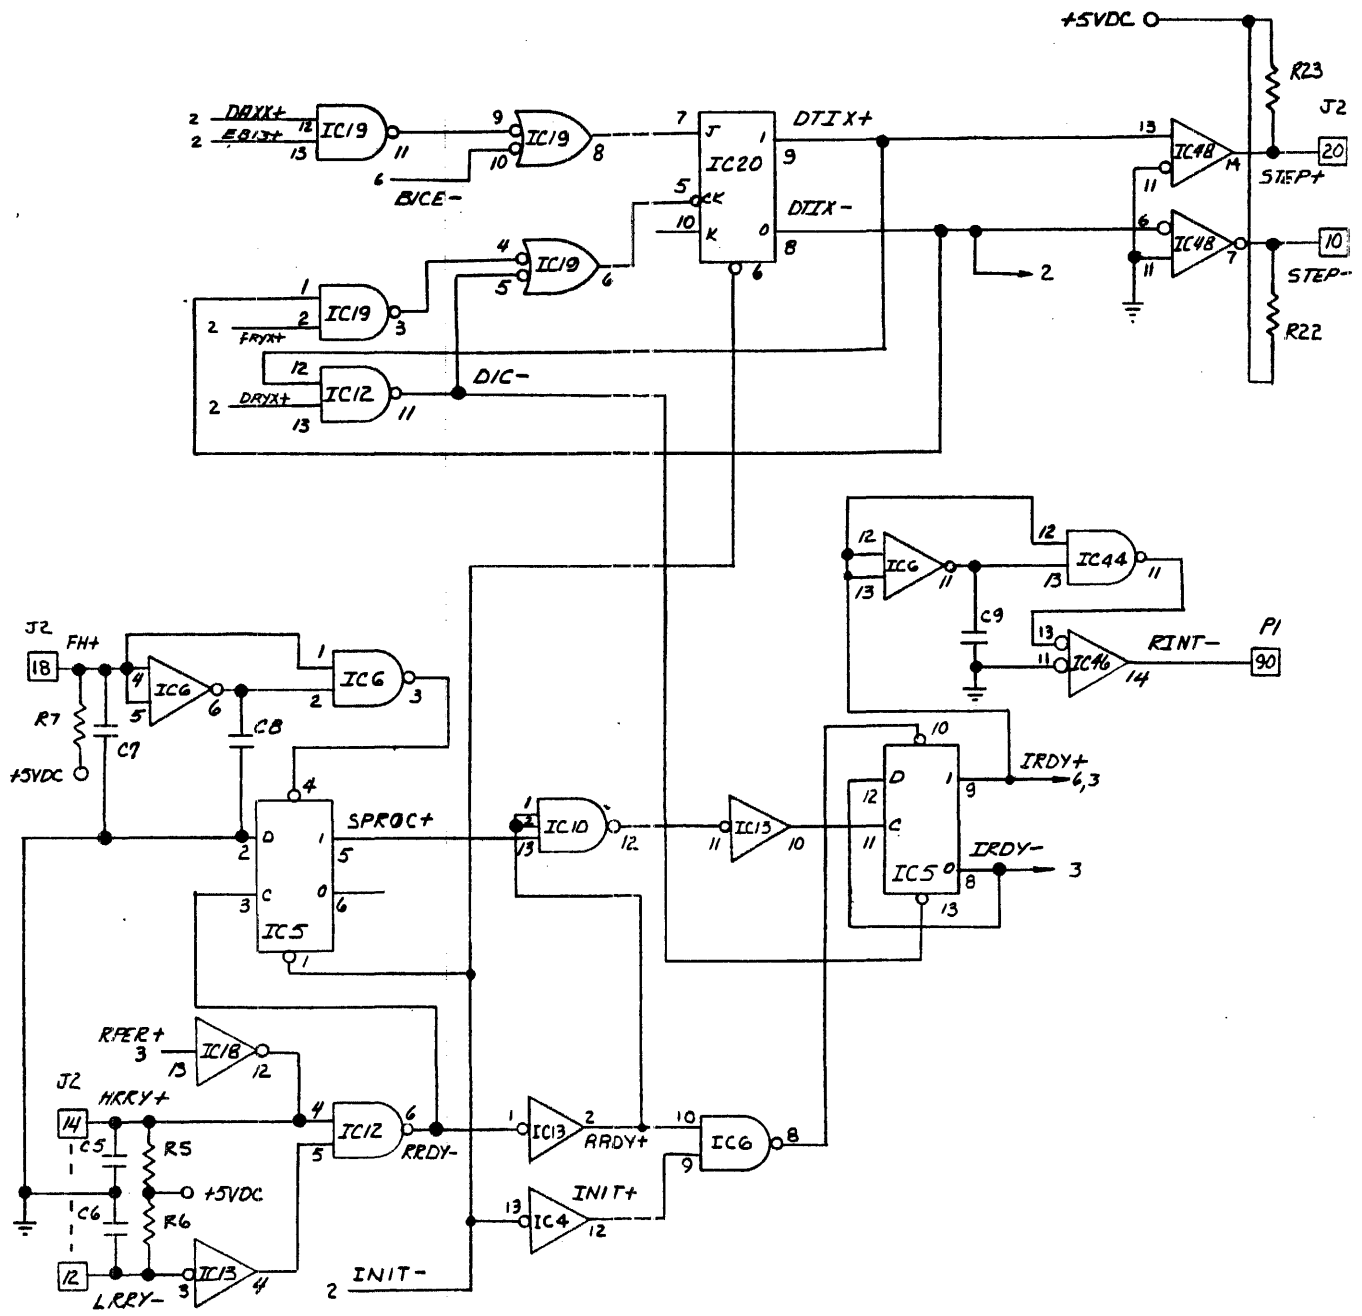 +5VDC
R23
J2
2 DAXX+ 12 IC19 9 IC19 7 J 1 DTIX+ 13 IC48 20
2 EBI3+ 13 11 10 8 IC20 9 11 14 STEP+
6 BICE-
5 CK DTIX- 6 IC48 10
10 K 0 8 11 7 STEP-
4 IC19 6 6 2
5
1 IC19 R22
2 FRYX+ 2 3
12 IC12 DIC-
2 DRYX+ 13 11
12 IC6 12 IC44
13 11 13 11
C9
J2 FH+ 13 RINT- P1
18 4 IC6 1 IC6 11 IC46 90
5 6 2 3 14
R7 C7 C8
+5VDC
4 10
D 1 SPROC+ 1 IC10 IC13 D 1 IRDY+
2 5 2 12 9 6,3
13 12 11 10 C IRDY-
3 C 0 6 11 IC5 0 8 3
IC5 13
1
RPER+
3 13 IC18 12
J2 HRRY+
14 4 IC12 6 1 IC13 2 10 IC6 8
C5 R5 5 RRDY- RRDY+ 9
+5VDC INIT+
C6 R6 13 IC4 12
12 3 IC13 4
LRRY- 2 INIT-